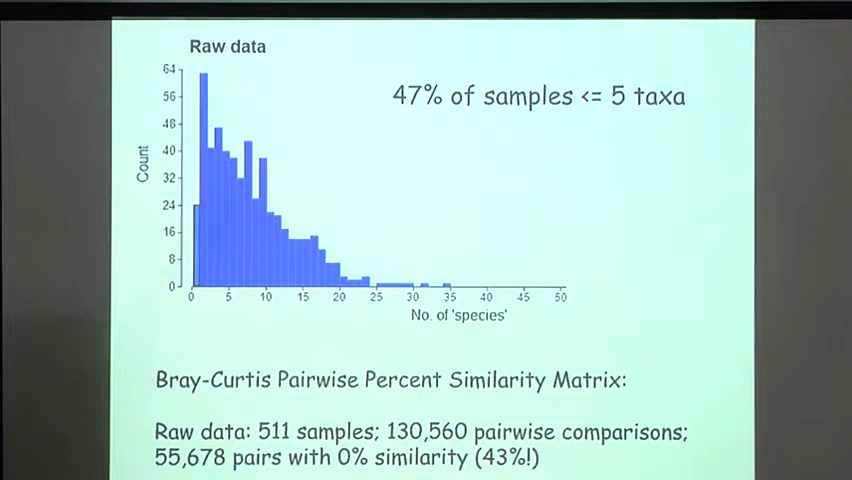 Raw data
47% of samples <= 5 taxa
Count
64
56
48
40
32
24
16
8
0
0 5 10 15 20 25 30 35 40 45 50
No. of 'species'
Bray-Curtis Pairwise Percent Similarity Matrix:
Raw data: 511 samples; 130,560 pairwise comparisons;
55,678 pairs with 0% similarity (43%!)